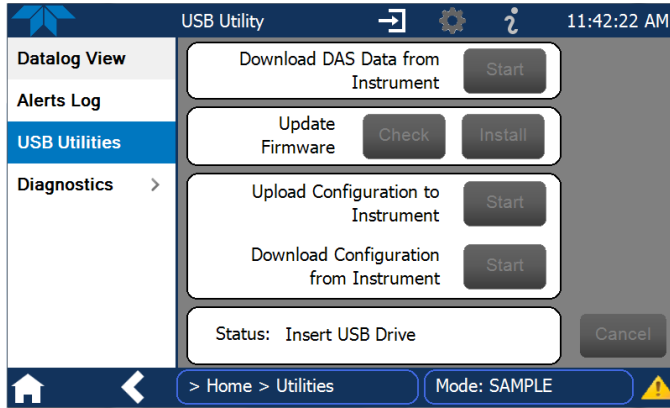 USB Utility
11:42:22 AM
Datalog View
Alerts Log
USB Utilities
Diagnostics >
Download DAS Data from
Instrument
Start
Update
Firmware
Check
Install
Upload Configuration to
Instrument
Start
Download Configuration
from Instrument
Start
Status: Insert USB Drive
Cancel
> Home > Utilities
Mode: SAMPLE